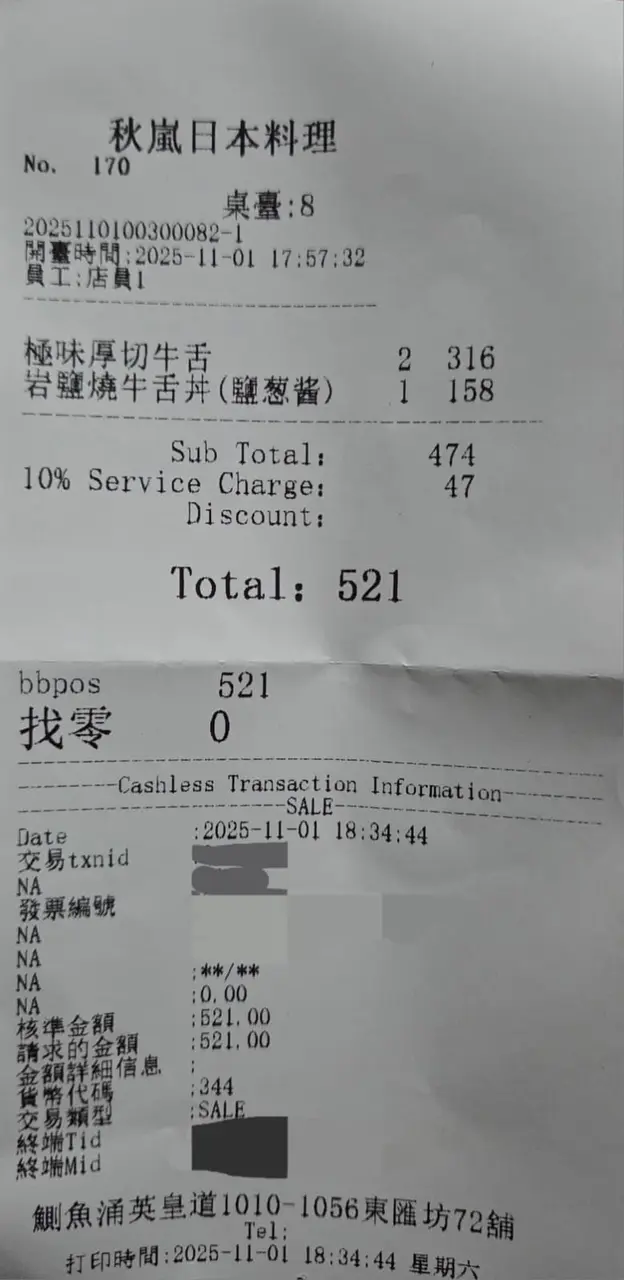 秋嵐日本料理
No. 170
桌臺:8
2025110100300082-1
開臺時間:2025-11-01 17:57:32
員工:店員1
極味厚切牛舌 2 316
岩鹽燒牛舌丼(鹽葱醬) 1 158
Sub Total: 474
10% Service Charge: 47
Discount:
Total: 521
bbpos 521
找零 0
Cashless Transaction Information
SALE
Date :2025-11-01 18:34:44
交易txnid
NA
發票編號
NA
NA
NA :**/**
NA :0.00
核準金額 :521.00
請求的金額 :521.00
金額詳細信息 :
貨幣代碼 :344
交易類型 :SALE
終端Tid
終端Mid
鰂魚涌英皇道1010-1056東匯坊72舖
Tel:
打印時間:2025-11-01 18:34:44 星期六